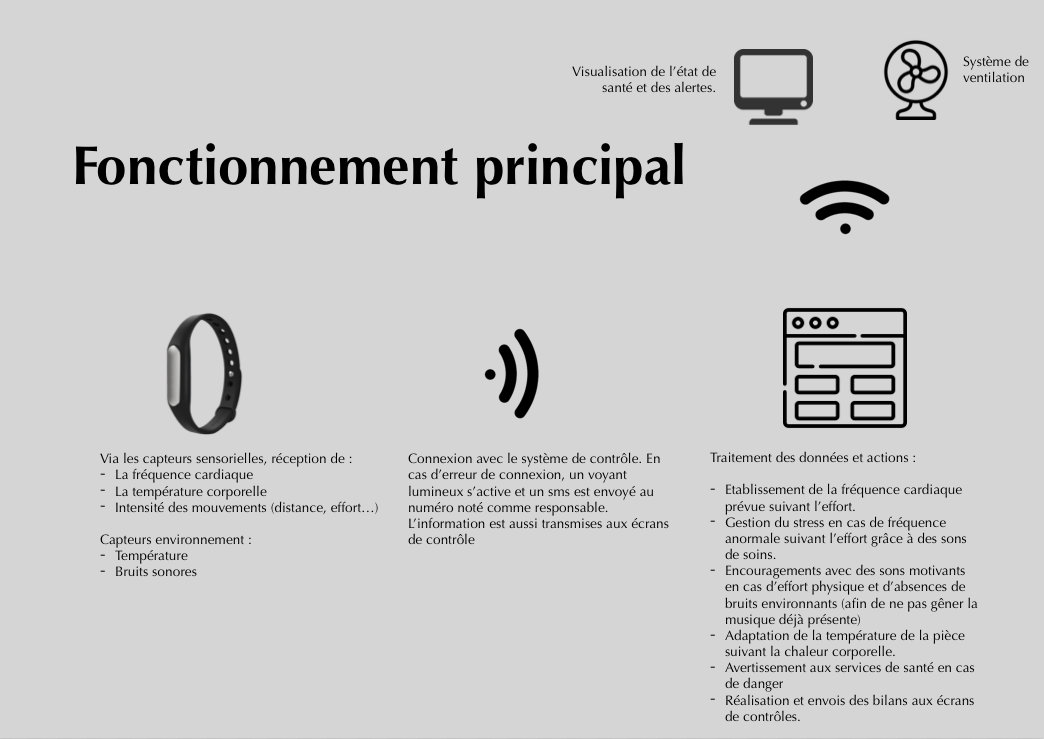 Visualisation de l'état de
santé et des alertes.
Système de
ventilation
Fonctionnement principal
Via les capteurs sensorielles, réception de :
- La fréquence cardiaque
- La température corporelle
- Intensité des mouvements (distance, effort…)
Capteurs environnement :
- Température
- Bruits sonores
Connexion avec le système de contrôle. En
cas d'erreur de connexion, un voyant
lumineux s'active et un sms est envoyé au
numéro noté comme responsable.
L'information est aussi transmises aux écrans
de contrôle
Traitement des données et actions :
- Etablissement de la fréquence cardiaque
prévue suivant l'effort.
- Gestion du stress en cas de fréquence
anormale suivant l'effort grâce à des sons
de soins.
- Encouragements avec des sons motivants
en cas d'effort physique et d'absences de
bruits environnants (afin de ne pas gêner la
musique déjà présente)
- Adaptation de la température de la pièce
suivant la chaleur corporelle.
- Avertissement aux services de santé en cas
de danger
- Réalisation et envois des bilans aux écrans
de contrôles.